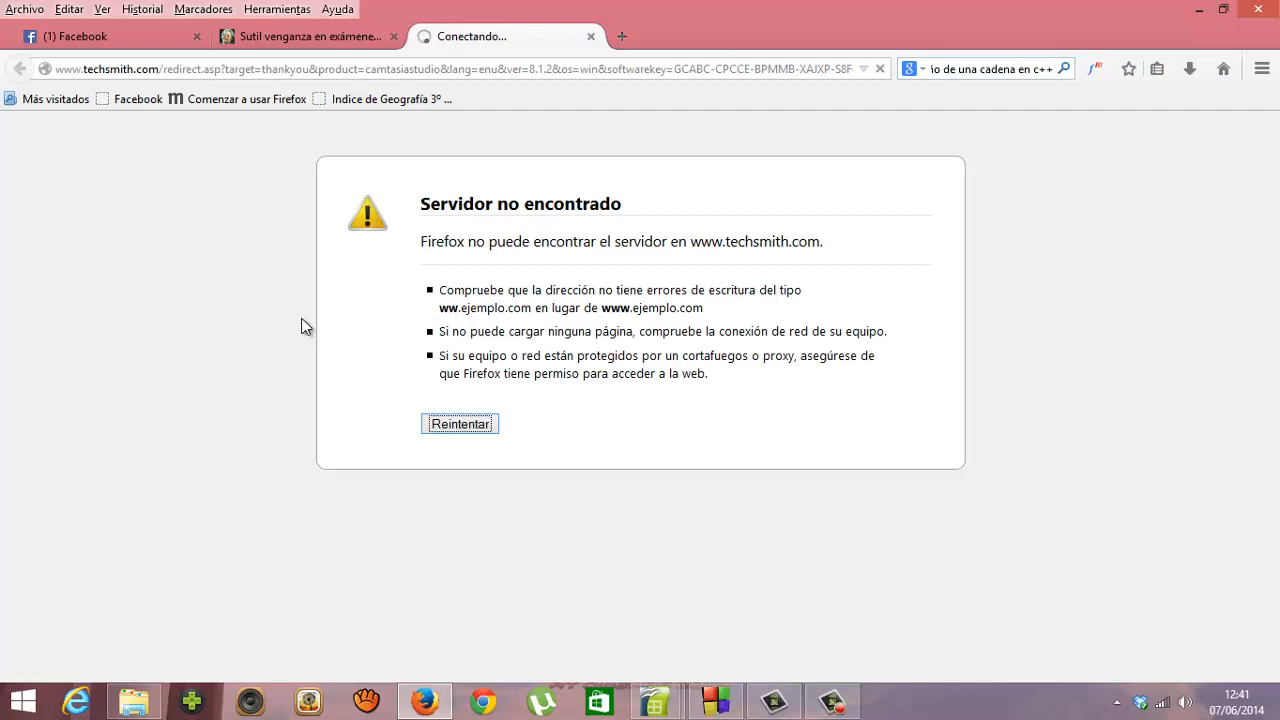 Archivo Editar Ver Historial Marcadores Herramientas Ayuda
(1) Facebook
Sutil venganza en exámene...
Conectando...
www.techsmith.com/redirect.asp?target=thankyou&product=camtasiastudio&lang=enu&ver=8.1.2&os=win&softwarekey=GCABC-CPCCE-BPMMB-XAJXP-S8F
io de una cadena en c++
Más visitados
Facebook
Comenzar a usar Firefox
Indice de Geografía 3º ...
Servidor no encontrado
Firefox no puede encontrar el servidor en www.techsmith.com.
Compruebe que la dirección no tiene errores de escritura del tipo
ww.ejemplo.com en lugar de www.ejemplo.com
Si no puede cargar ninguna página, compruebe la conexión de red de su equipo.
Si su equipo o red están protegidos por un cortafuegos o proxy, asegúrese de
que Firefox tiene permiso para acceder a la web.
Reintentar
12:41
07/06/2014